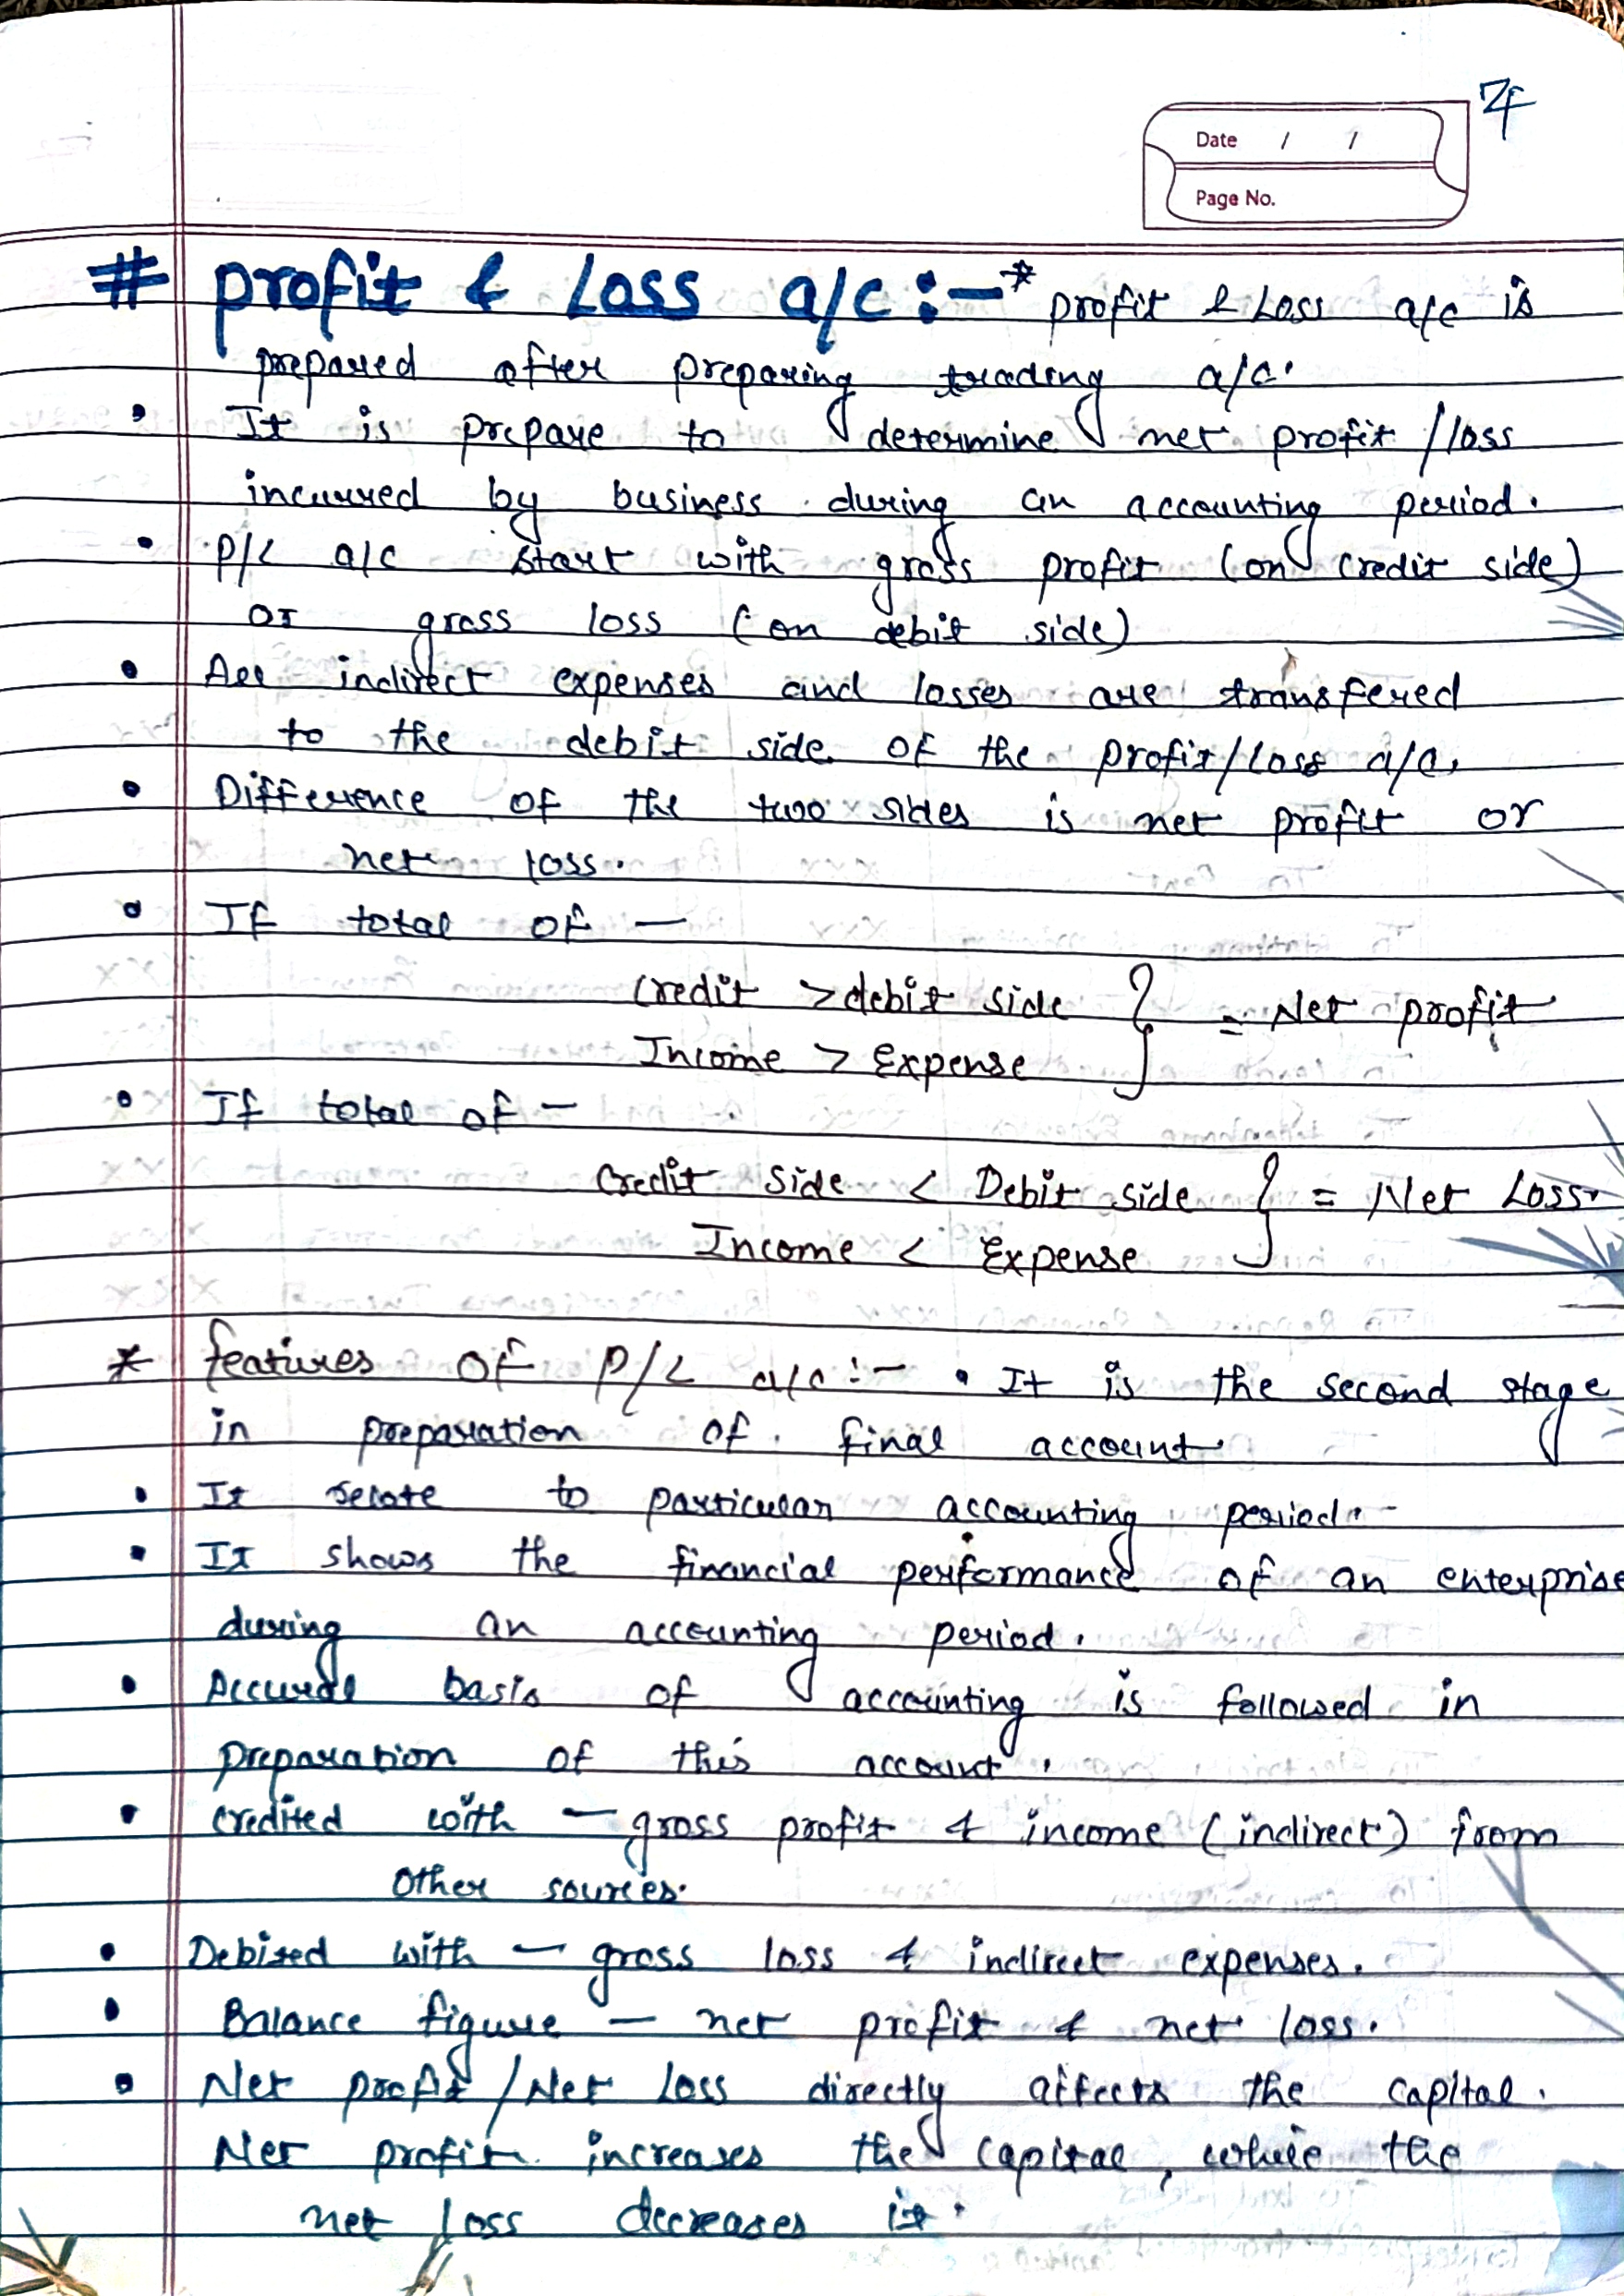 Date / /
Page No.
# profit & Loss a/c :- * profit & Loss a/c is
prepared after preparing trading a/c.
• It is prepare to determine net profit / loss
incurred by business during an accounting period.
• P/L a/c start with gross profit (on credit side)
or gross loss (on debit side)
• All indirect expenses and losses are transfered
to the debit side of the profit/loss a/c.
• Difference of the two sides is net profit or
net loss.
• If total of —
credit > debit side } = Net profit
Income > Expense
• If total of —
Credit side < Debit side } = Net Loss.
Income < Expense
* features of P/L a/c :- • It is the second stage
in preparation of final account.
• It relate to particular accounting period.
• It shows the financial performance of an enterprise
during an accounting period.
• Accural basis of accounting is followed in
preparation of this account.
• credited with — gross profit & income (indirect) from
other sources.
• Debited with — gross loss & indirect expenses.
• Balance figure — net profit & net loss.
• Net profit / Net Loss directly affects the capital.
Net profit increases the capital, while the
net loss decreases it.